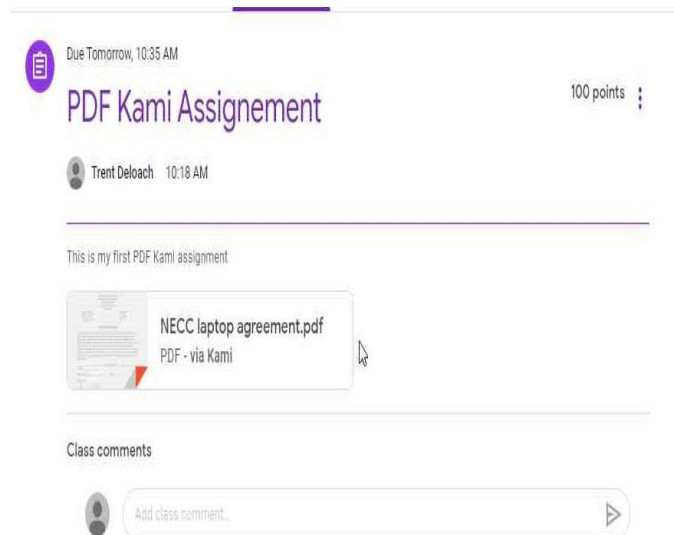 Due Tomorrow, 10:35 AM
PDF Kami Assignement
100 points
Trent Deloach 10:18 AM
This is my first PDF Kami assignment
NECC laptop agreement.pdf
PDF - via Kami
Class comments
Add class comment...